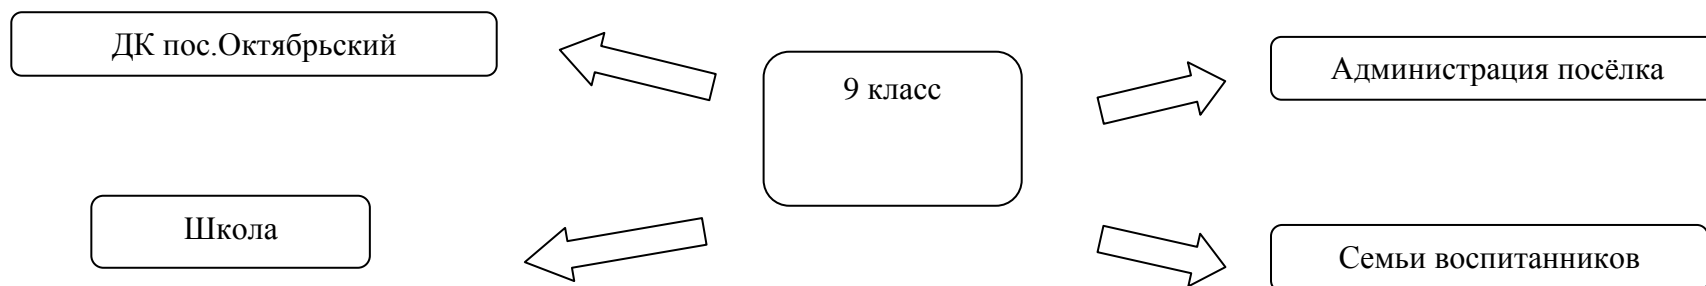 ДК пос.Октябрьский
9 класс
Администрация посёлка
Школа
Семьи воспитанников